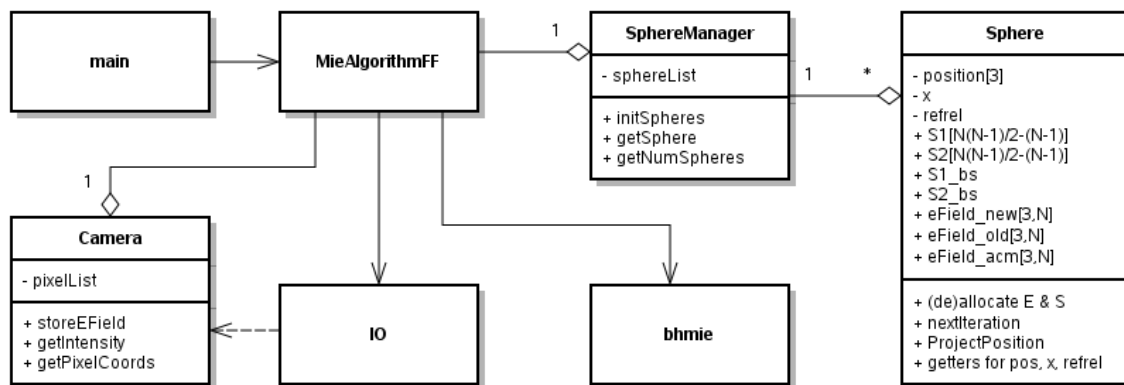 main
MieAlgorithmFF
1
SphereManager
- sphereList
+ initSpheres
+ getSphere
+ getNumSpheres
1
*
Sphere
- position[3]
- x
- refrel
+ S1[N(N-1)/2-(N-1)]
+ S2[N(N-1)/2-(N-1)]
+ S1_bs
+ S2_bs
+ eField_new[3,N]
+ eField_old[3,N]
+ eField_acm[3,N]
+ (de)allocate E & S
+ nextIteration
+ ProjectPosition
+ getters for pos, x, refrel
1
Camera
- pixelList
+ storeEField
+ getIntensity
+ getPixelCoords
IO
bhmie